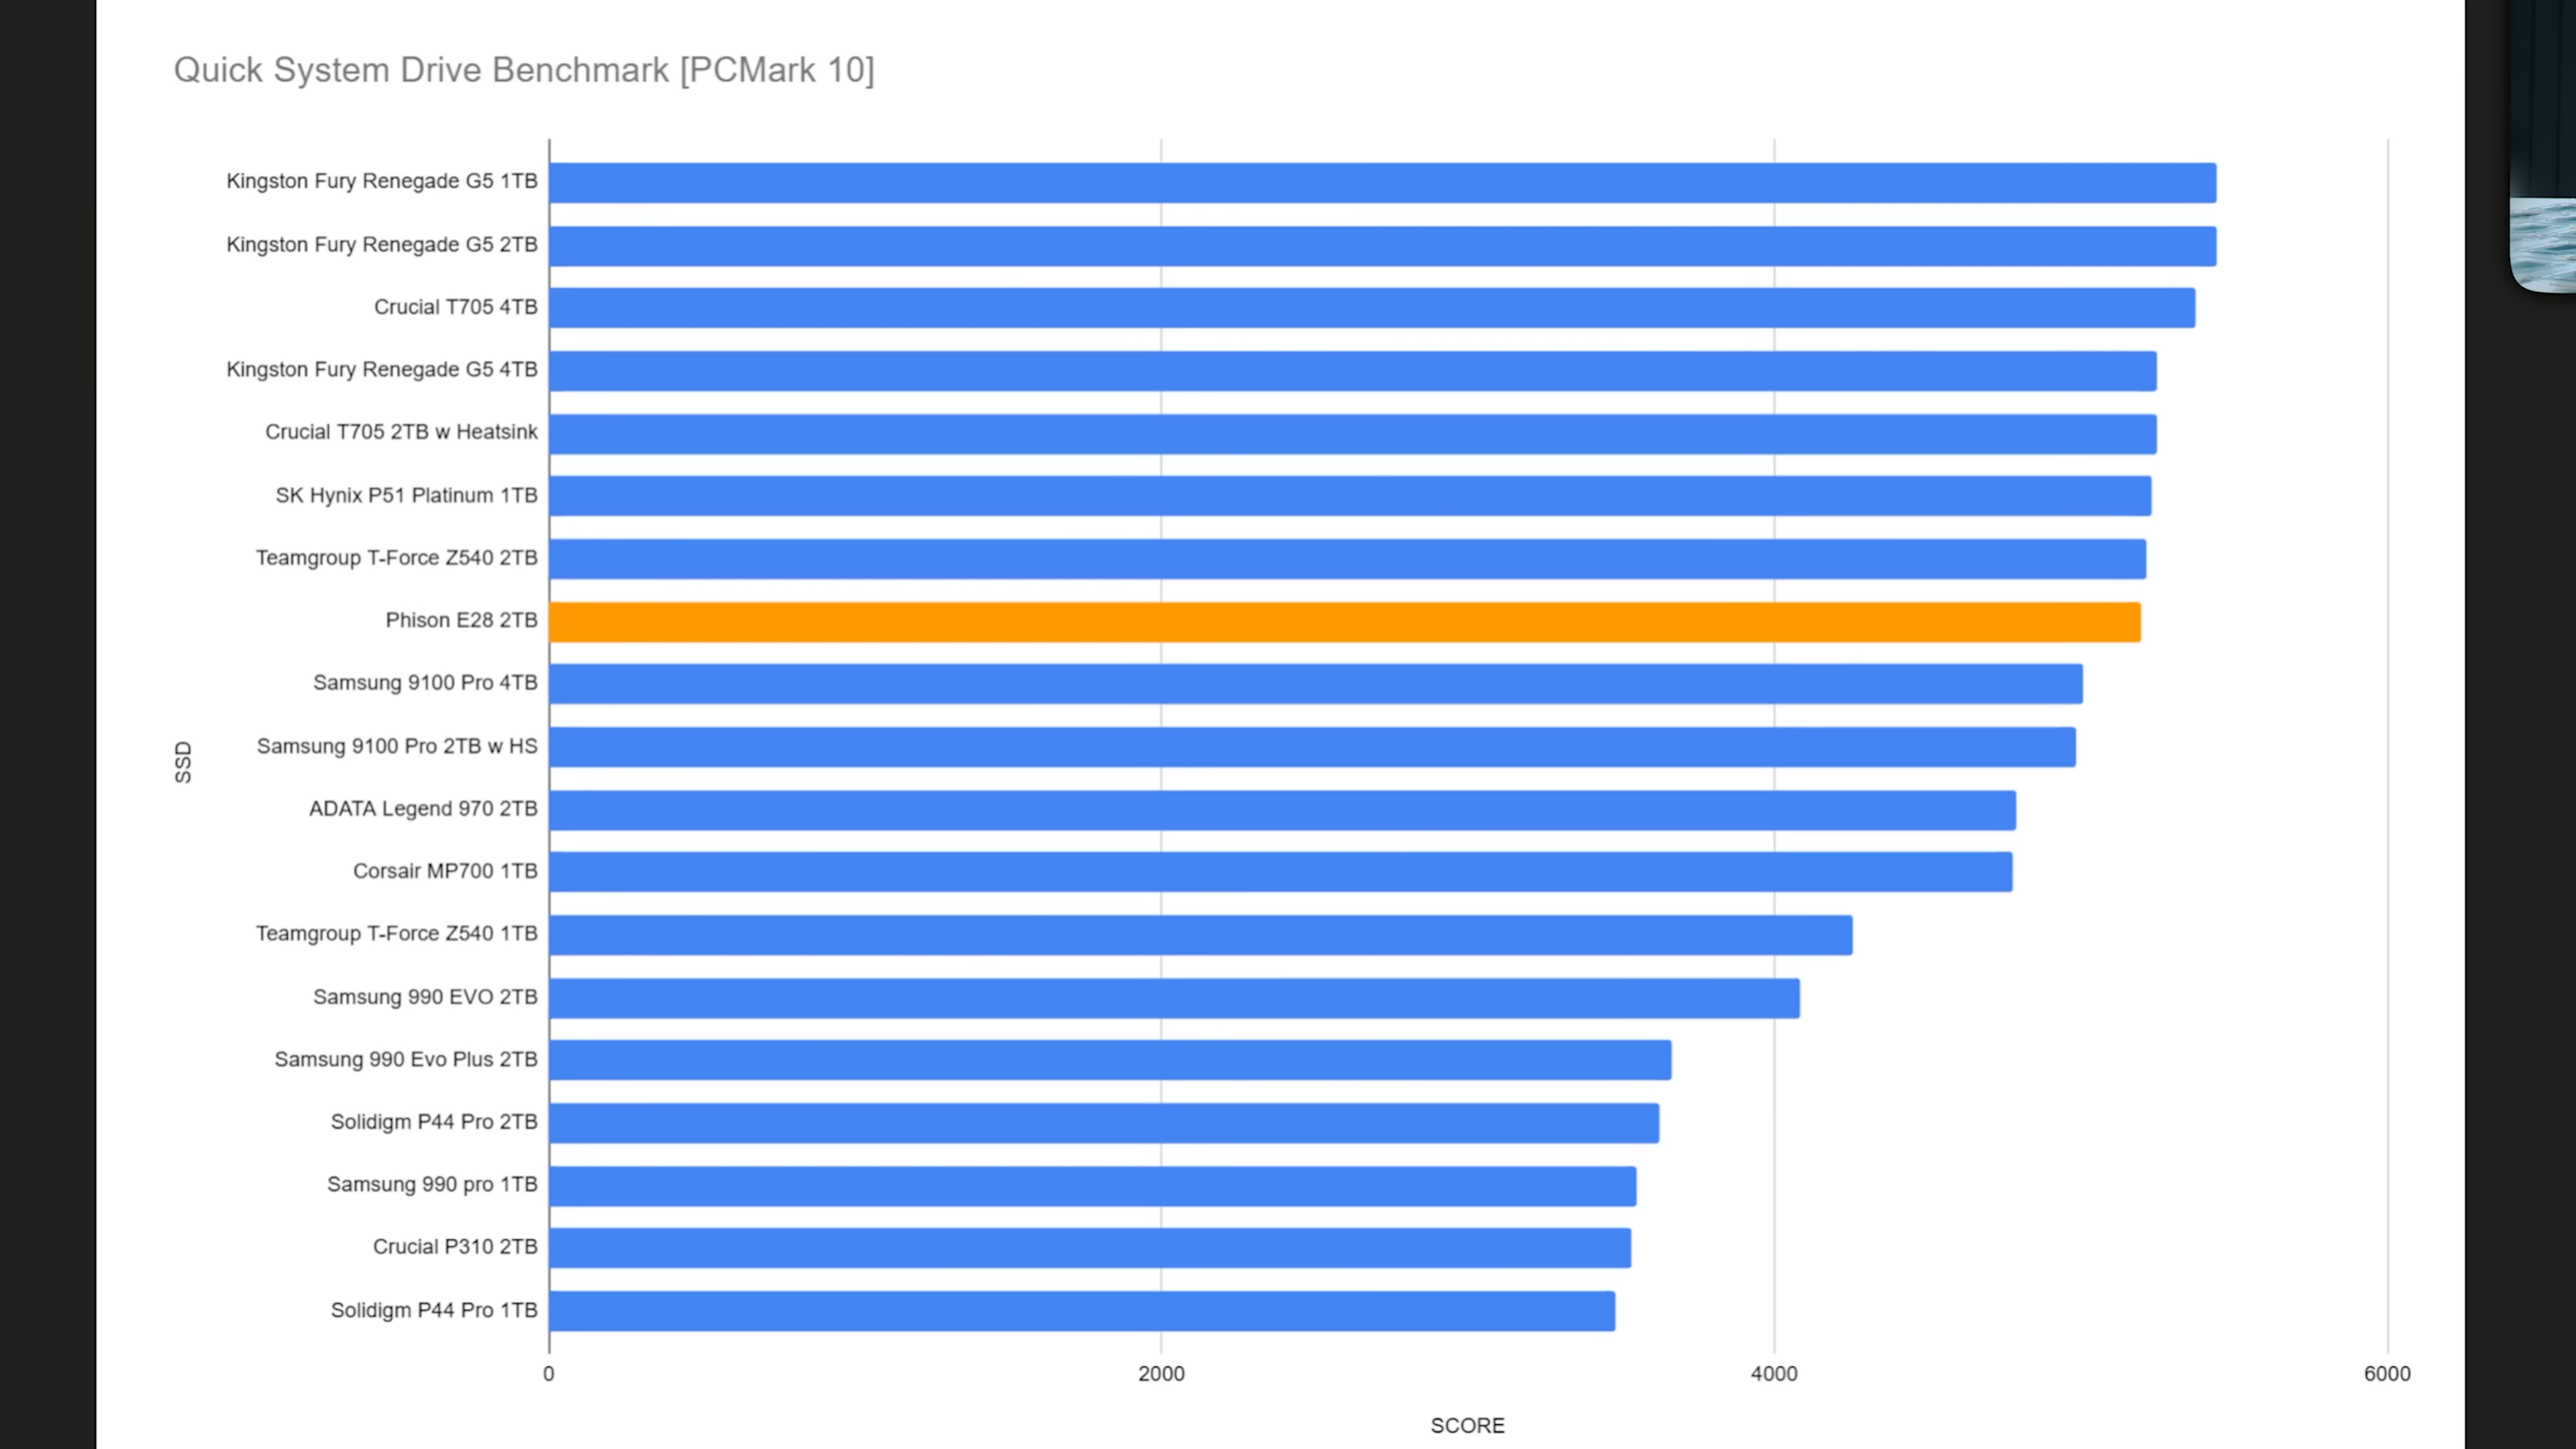 Quick System Drive Benchmark [PCMark 10]
Kingston Fury Renegade G5 1TB
Kingston Fury Renegade G5 2TB
Crucial T705 4TB
Kingston Fury Renegade G5 4TB
Crucial T705 2TB w Heatsink
SK Hynix P51 Platinum 1TB
Teamgroup T-Force Z540 2TB
Phison E28 2TB
Samsung 9100 Pro 4TB
Samsung 9100 Pro 2TB w HS
ADATA Legend 970 2TB
Corsair MP700 1TB
Teamgroup T-Force Z540 1TB
Samsung 990 EVO 2TB
Samsung 990 Evo Plus 2TB
Solidigm P44 Pro 2TB
Samsung 990 pro 1TB
Crucial P310 2TB
Solidigm P44 Pro 1TB
SSD
0 2000 4000 6000
SCORE